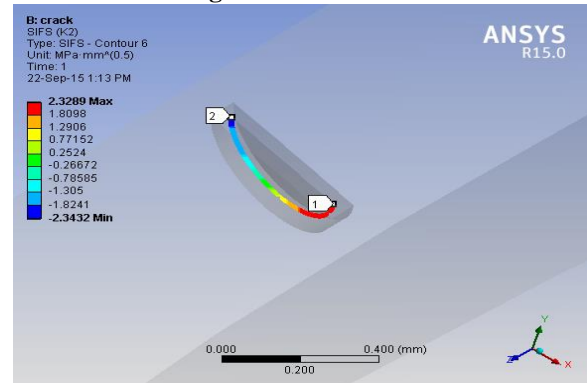 B: crack
SIFS (K2)
Type: SIFS - Contour 6
Unit: MPa·mm^(0.5)
Time: 1
22-Sep-15 1:13 PM
ANSYS
R15.0
2.3289 Max
1.8098
1.2906
0.77152
0.2524
-0.26672
-0.78585
-1.305
-1.8241
-2.3432 Min
2
1
0.000
0.400 (mm)
0.200
Y
X